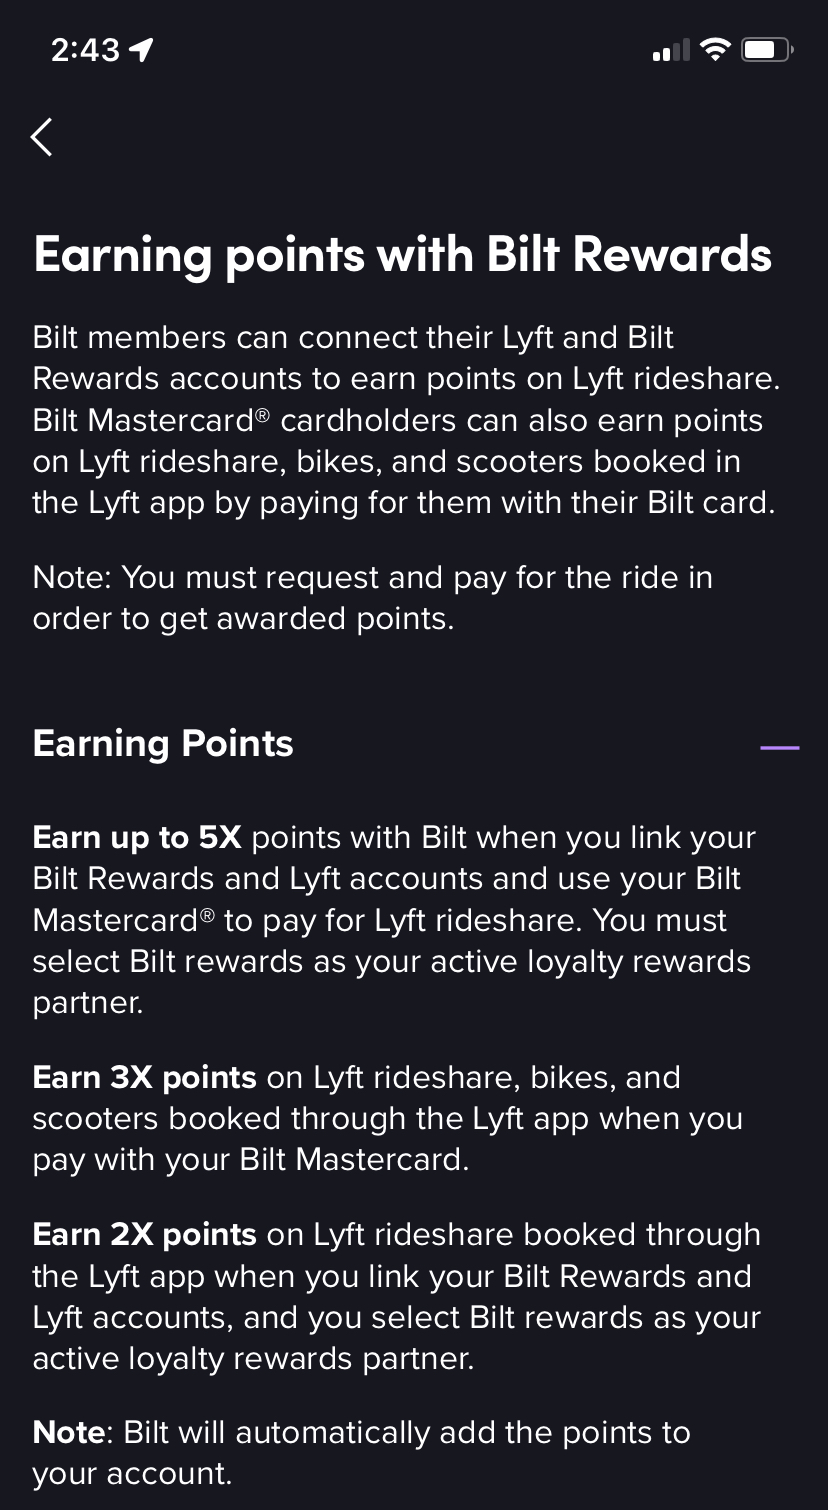 2:43
Earning points with Bilt Rewards
Bilt members can connect their Lyft and Bilt
Rewards accounts to earn points on Lyft rideshare.
Bilt Mastercard® cardholders can also earn points
on Lyft rideshare, bikes, and scooters booked in
the Lyft app by paying for them with their Bilt card.
Note: You must request and pay for the ride in
order to get awarded points.
Earning Points
Earn up to 5X points with Bilt when you link your
Bilt Rewards and Lyft accounts and use your Bilt
Mastercard® to pay for Lyft rideshare. You must
select Bilt rewards as your active loyalty rewards
partner.
Earn 3X points on Lyft rideshare, bikes, and
scooters booked through the Lyft app when you
pay with your Bilt Mastercard.
Earn 2X points on Lyft rideshare booked through
the Lyft app when you link your Bilt Rewards and
Lyft accounts, and you select Bilt rewards as your
active loyalty rewards partner.
Note: Bilt will automatically add the points to
your account.